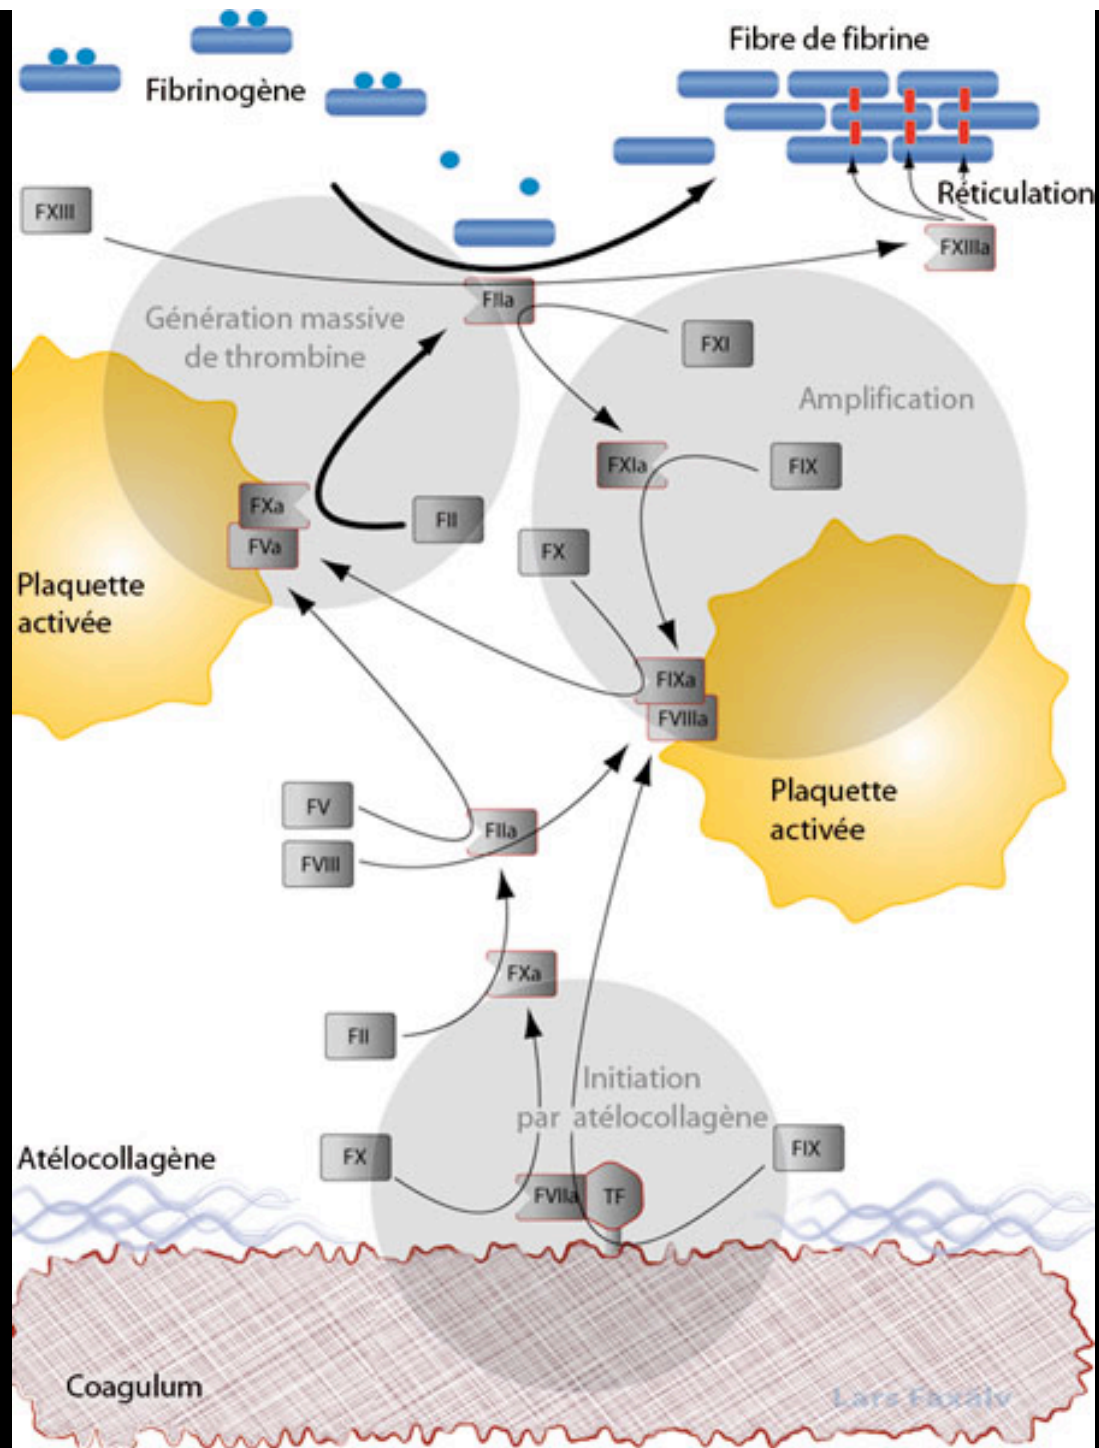 Fibre de fibrine
Fibrinogène
FXIII
Réticulation
FXIIIa
FIIa
Génération massive
de thrombine
FXI
Amplification
FXIa
FIX
FXa
FII
FX
FVa
Plaquette
activée
FIXa
FVIIIa
Plaquette
activée
FV
FIIa
FVIII
FXa
FII
Initiation
par atélocollagène
FX
FIX
Atélocollagène
FVIIa
TF
Coagulum
Lars Faxälv